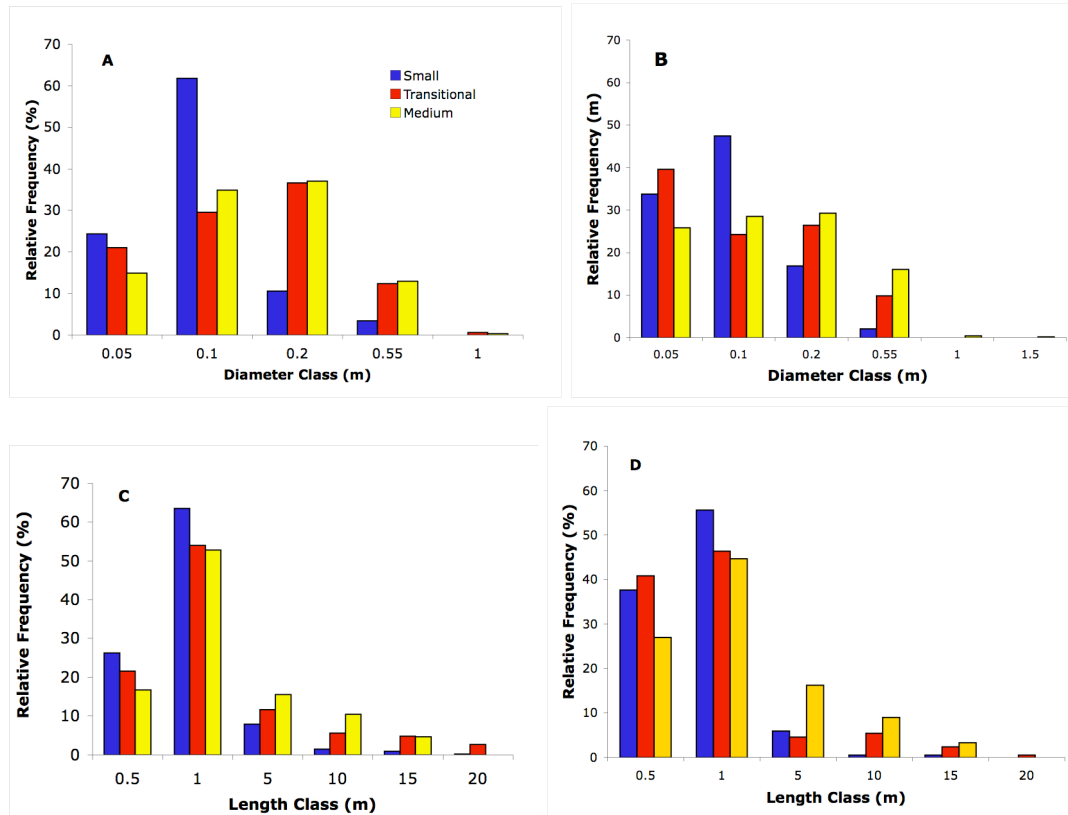 A
70
60
50
40
30
20
10
0
Relative Frequency (%)
Small
Transitional
Medium
0.05 0.1 0.2 0.55 1
Diameter Class (m)
B
70
60
50
40
30
20
10
0
Relative Frequency (m)
0.05 0.1 0.2 0.55 1 1.5
Diameter Class (m)
C
70
60
50
40
30
20
10
0
Relative Frequency (%)
0.5 1 5 10 15 20
Length Class (m)
D
70
60
50
40
30
20
10
0
Relative Frequency (%)
0.5 1 5 10 15 20
Length Class (m)